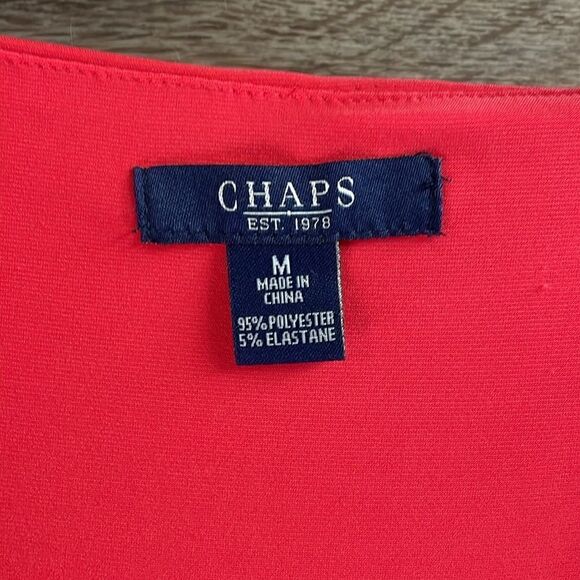 CHAPS
EST. 1978
M
MADE IN
CHINA
95% POLYESTER
5% ELASTANE